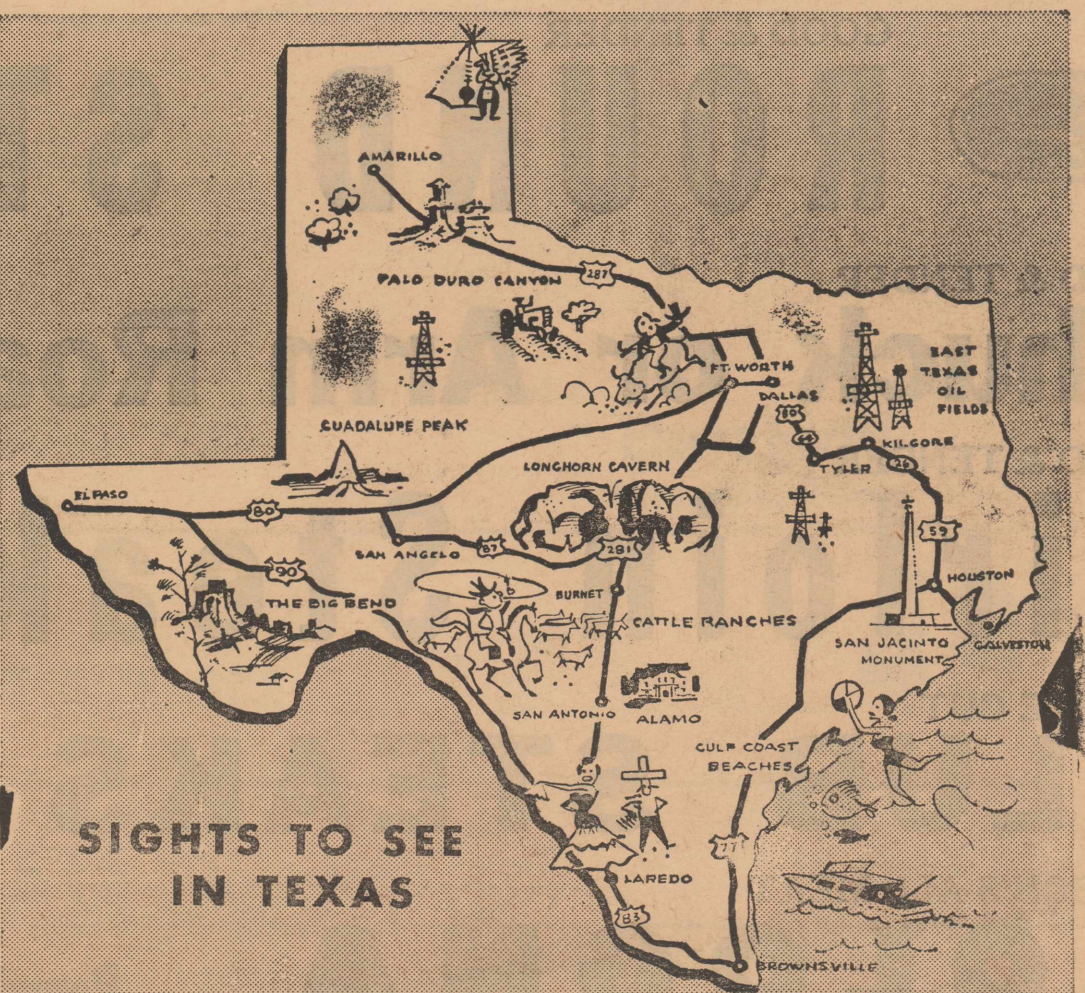 AMARILLO
PALO DURO CANYON
287
FT. WORTH
DALLAS
80
64
EAST
TEXAS
OIL
FIELDS
KILGORE
TYLER
26
GUADALUPE PEAK
LONGHORN CAVERN
EL PASO
80
SAN ANGELO
87
281
59
90
THE BIG BEND
BURNET
CATTLE RANCHES
HOUSTON
SAN JACINTO
MONUMENT
GALVESTON
SAN ANTONIO
ALAMO
GULF COAST
BEACHES
77
LAREDO
83
BROWNSVILLE
SIGHTS TO SEE
IN TEXAS